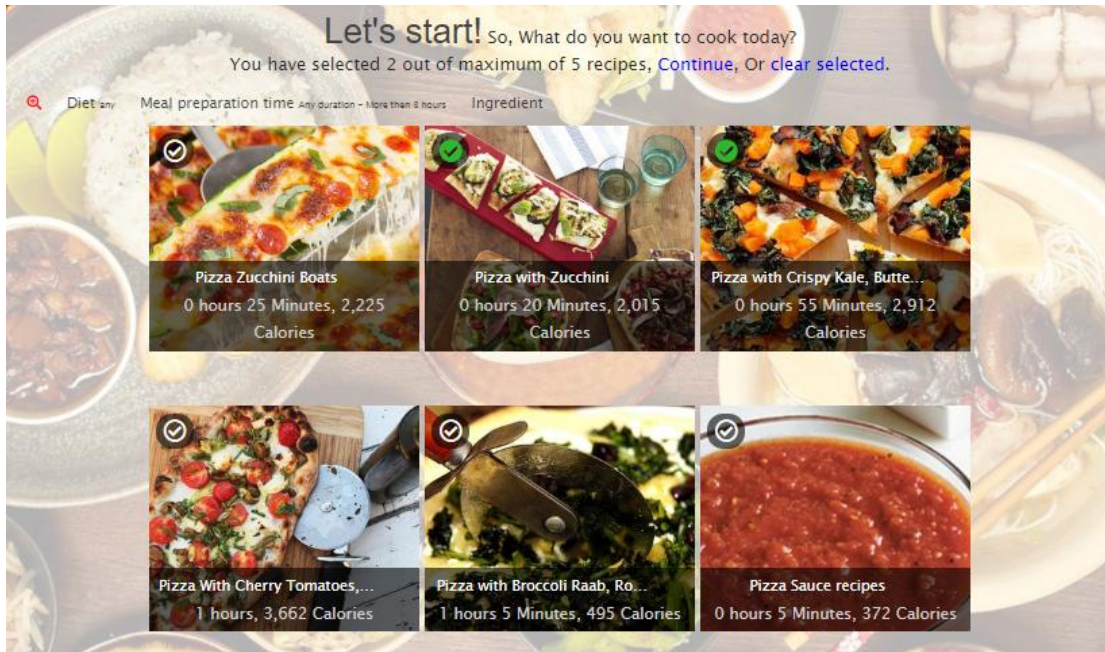 Let's start! So, What do you want to cook today?
You have selected 2 out of maximum of 5 recipes, Continue, Or clear selected.
Diet any Meal preparation time Any duration - More then 8 hours Ingredient
Pizza Zucchini Boats
0 hours 25 Minutes, 2,225
Calories
Pizza with Zucchini
0 hours 20 Minutes, 2,015
Calories
Pizza with Crispy Kale, Butte...
0 hours 55 Minutes, 2,912
Calories
Pizza With Cherry Tomatoes,...
1 hours, 3,662 Calories
Pizza with Broccoli Raab, Ro...
1 hours 5 Minutes, 495 Calories
Pizza Sauce recipes
0 hours 5 Minutes, 372 Calories